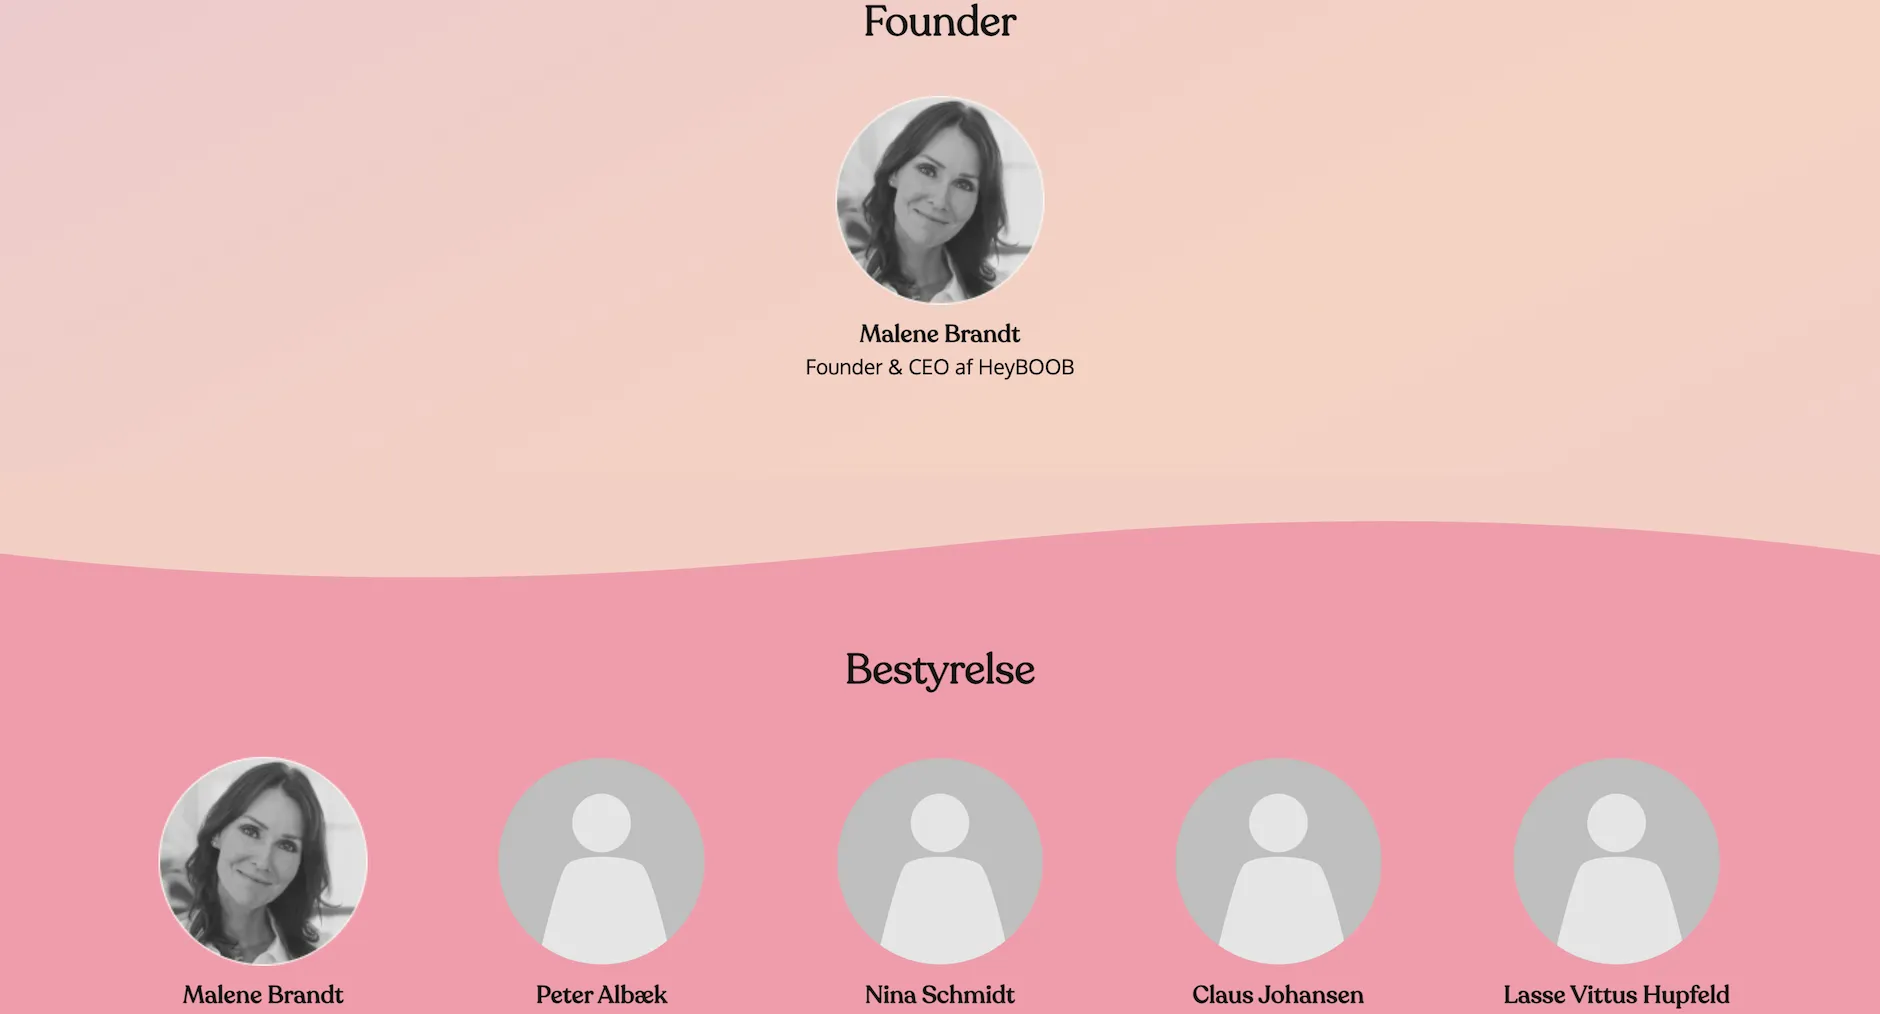 Founder
Malene Brandt
Founder & CEO af HeyBOOB
Bestyrelse
Malene Brandt
Peter Albæk
Nina Schmidt
Claus Johansen
Lasse Vittus Hupfeld